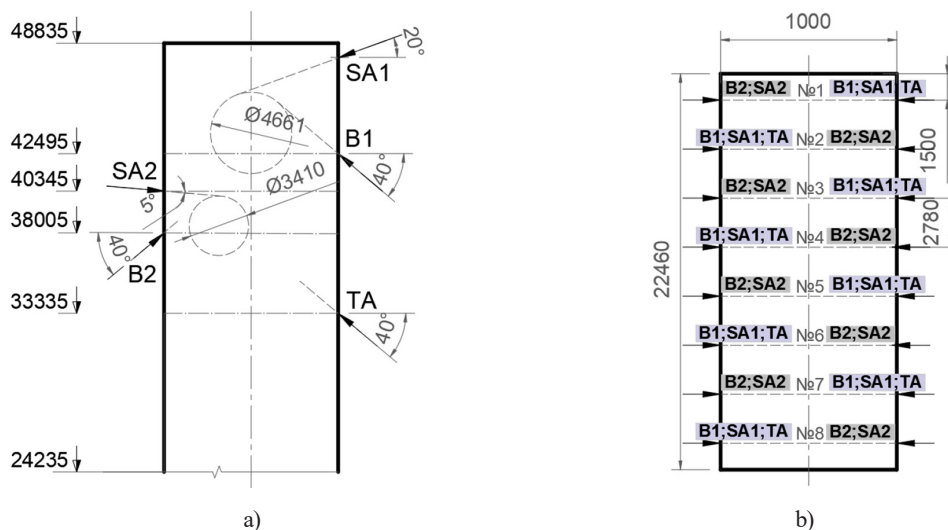 48835
20°
SA1
Ø4661
42495
B1
SA2
40345
40°
Ø3410
5°
38005
40°
B2
33335
TA
40°
24235
a)
1000
B2;SA2 №1 B1;SA1;TA
B1;SA1;TA №2 B2;SA2
1500
B2;SA2 №3 B1;SA1;TA
2780
B1;SA1;TA №4 B2;SA2
22460
B2;SA2 №5 B1;SA1;TA
B1;SA1;TA №6 B2;SA2
B2;SA2 №7 B1;SA1;TA
B1;SA1;TA №8 B2;SA2
b)